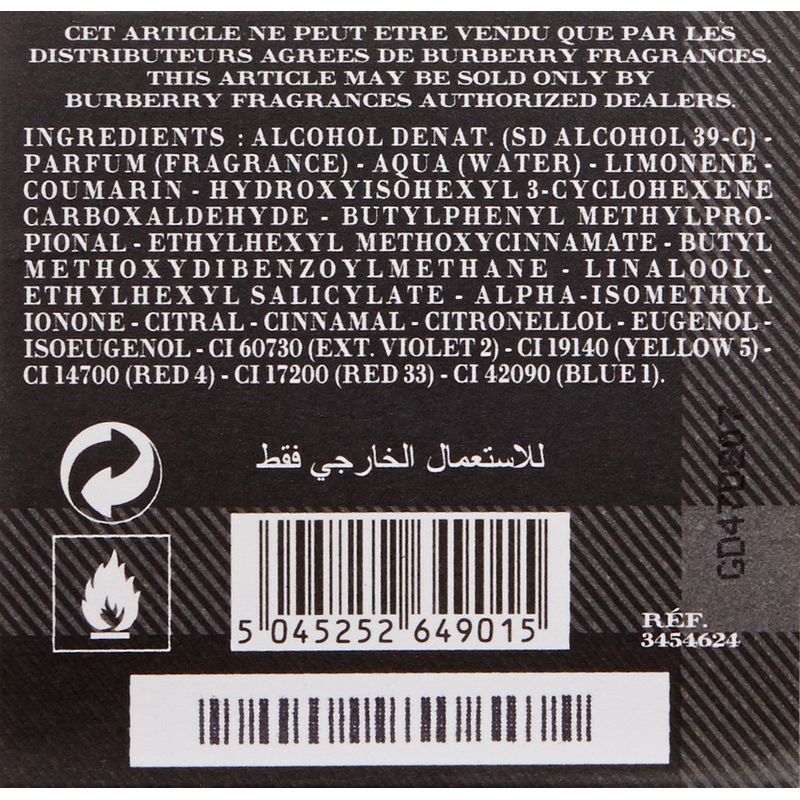 CET ARTICLE NE PEUT ETRE VENDU QUE PAR LES
DISTRIBUTEURS AGREES DE BURBERRY FRAGRANCES.
THIS ARTICLE MAY BE SOLD ONLY BY
BURBERRY FRAGRANCES AUTHORIZED DEALERS.
INGREDIENTS : ALCOHOL DENAT. (SD ALCOHOL 39-C) -
PARFUM (FRAGRANCE) - AQUA (WATER) - LIMONENE -
COUMARIN - HYDROXYISOHEXYL 3-CYCLOHEXENE
CARBOXALDEHYDE - BUTYLPHENYL METHYLPRO-
PIONAL - ETHYLHEXYL METHOXYCINNAMATE - BUTYL
METHOXYDIBENZOYLMETHANE - LINALOOL -
ETHYLHEXYL SALICYLATE - ALPHA-ISOMETHYL
IONONE - CITRAL - CINNAMAL - CITRONELLOL - EUGENOL -
ISOEUGENOL - CI 60730 (EXT. VIOLET 2) - CI 19140 (YELLOW 5) -
CI 14700 (RED 4) - CI 17200 (RED 33) - CI 42090 (BLUE 1).
للاستعمال الخارجي فقط
5 045252 649015
RÉF.
3454624